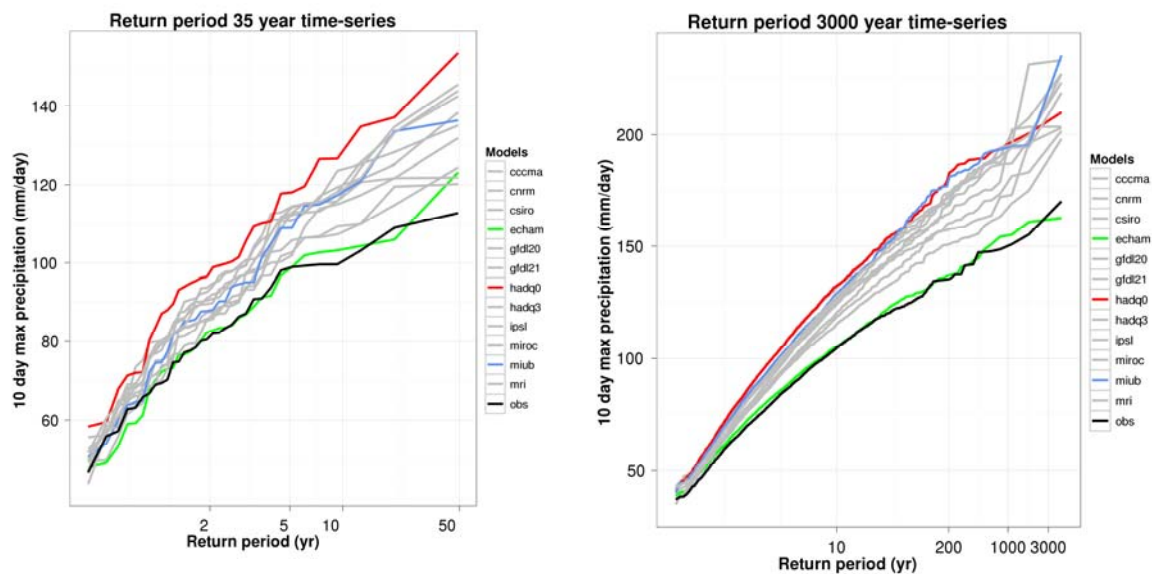 Return period 35 year time-series
10 day max precipitation (mm/day)
140
120
100
80
60
2
5
10
50
Return period (yr)
Models
cccma
cnrm
csiro
echam
gfdl20
gfdl21
hadq0
hadq3
ipsl
miroc
miub
mri
obs
Return period 3000 year time-series
10 day max precipitation (mm/day)
200
150
100
50
10
200
1000
3000
Return period (yr)
Models
cccma
cnrm
csiro
echam
gfdl20
gfdl21
hadq0
hadq3
ipsl
miroc
miub
mri
obs